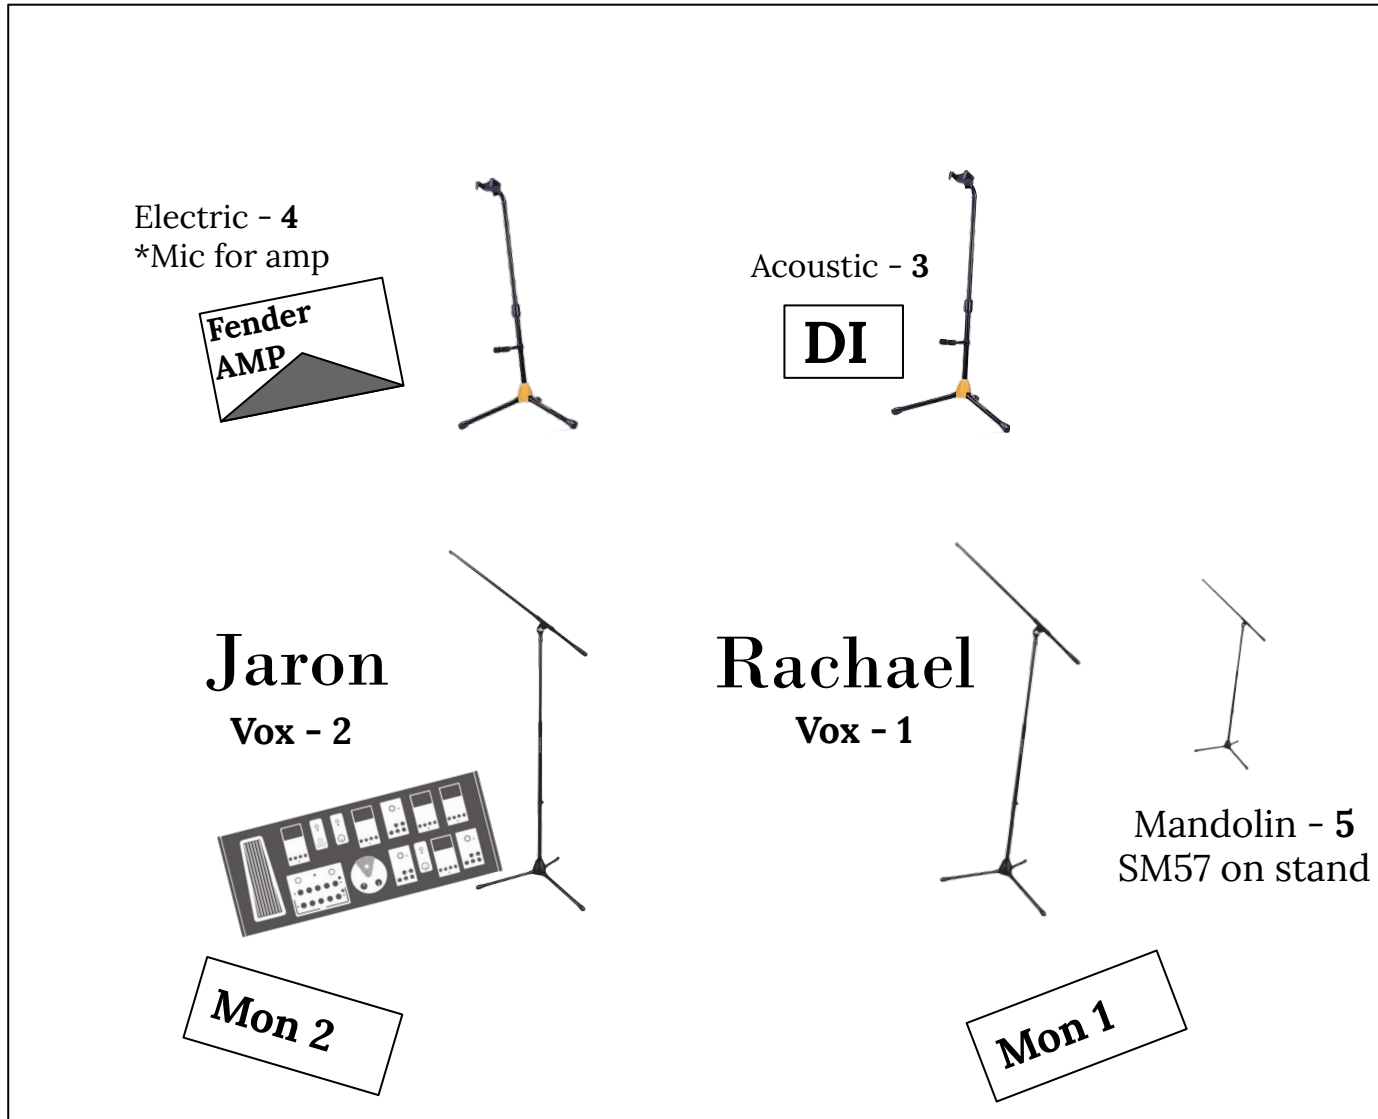 Electric - 4
*Mic for amp
Fender
AMP
Acoustic - 3
DI
Jaron
Vox - 2
Rachael
Vox - 1
Mandolin - 5
SM57 on stand
Mon 2
Mon 1